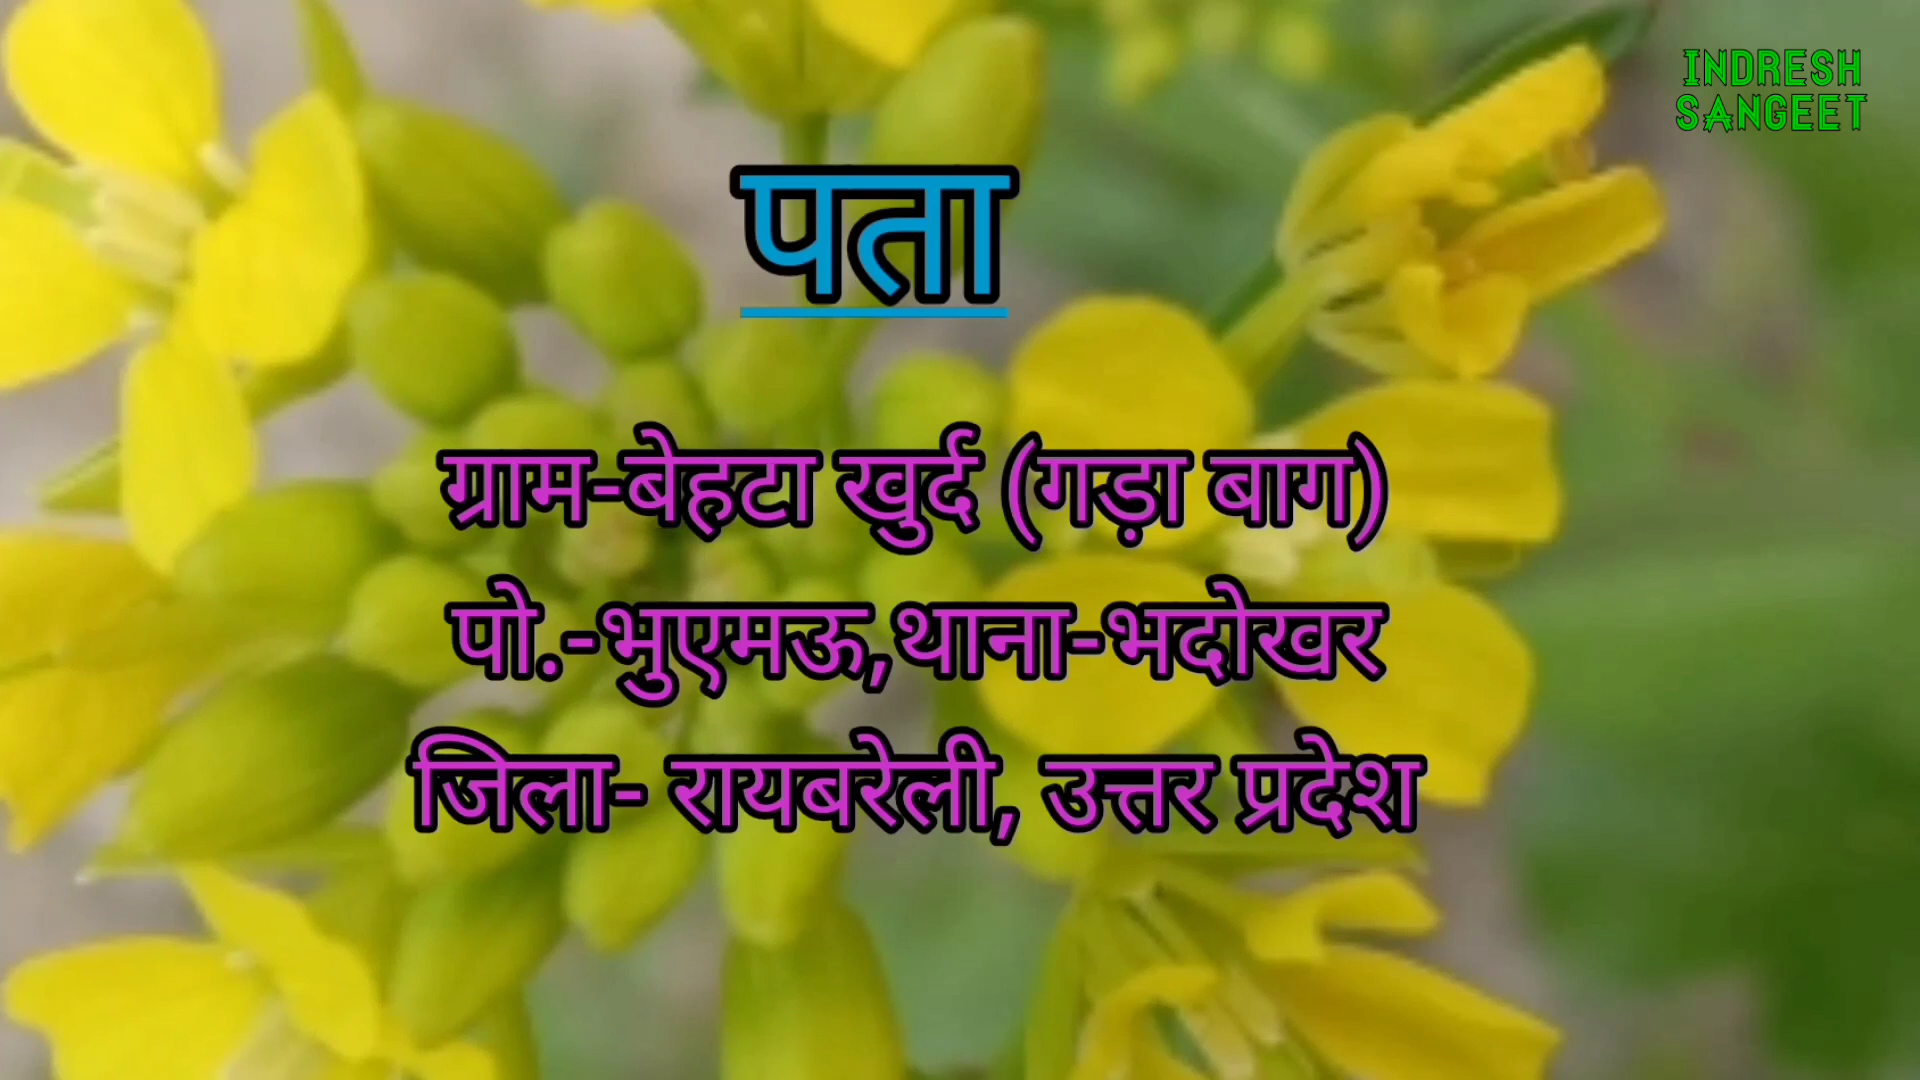 INDRESH
SANGEET
पता
ग्राम-बेहटा खुर्द (गड़ा बाग)
पो.-भुएमऊ,थाना-भदोखर
जिला- रायबरेली, उत्तर प्रदेश